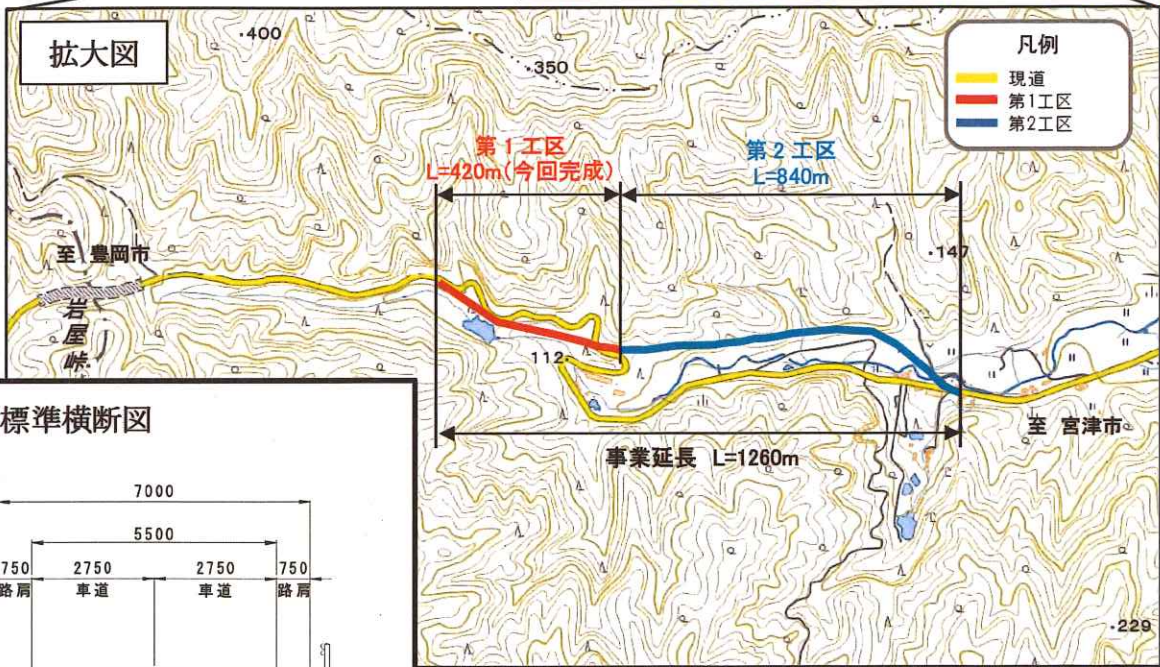 拡大図
・400
・350
凡例
現道
第1工区
第2工区
第1工区
L=420m(今回完成)
第2工区
L=840m
・147
至 豊岡市
岩屋峠
112
至 宮津市
事業延長 L=1260m
標準横断図
7000
5500
750 2750 2750 750
路肩 車道 車道 路肩
・229